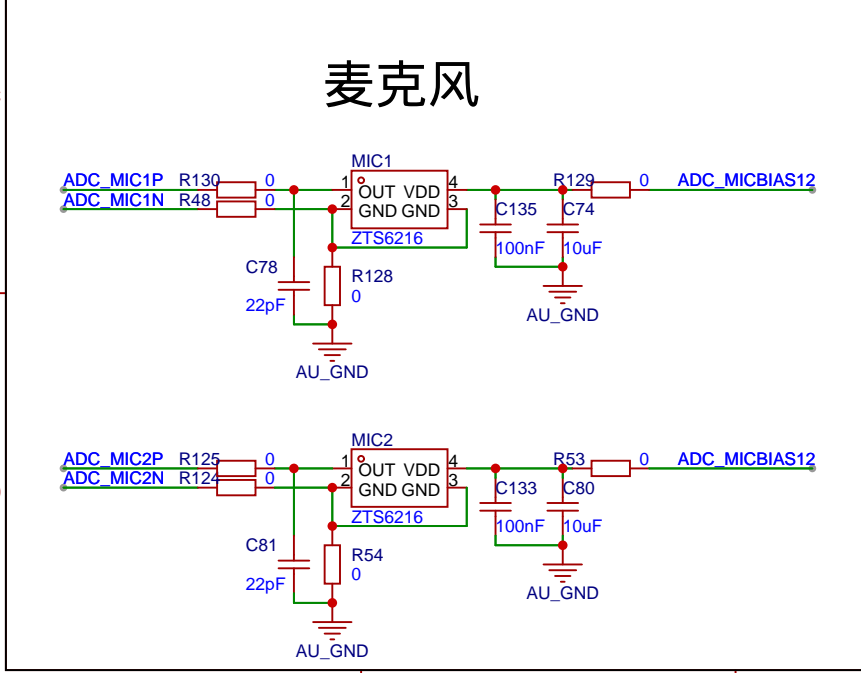 麦克风
MIC1
ADC_MIC1P R130 0 1 OUT VDD 4 R129 0 ADC_MICBIAS12
ADC_MIC1N R48 0 2 GND GND 3 C135 C74
ZTS6216 100nF 10uF
C78 R128
22pF 0
AU_GND
AU_GND
MIC2
ADC_MIC2P R125 0 1 OUT VDD 4 R53 0 ADC_MICBIAS12
ADC_MIC2N R124 0 2 GND GND 3 C133 C80
ZTS6216 100nF 10uF
C81 R54
22pF 0
AU_GND
AU_GND